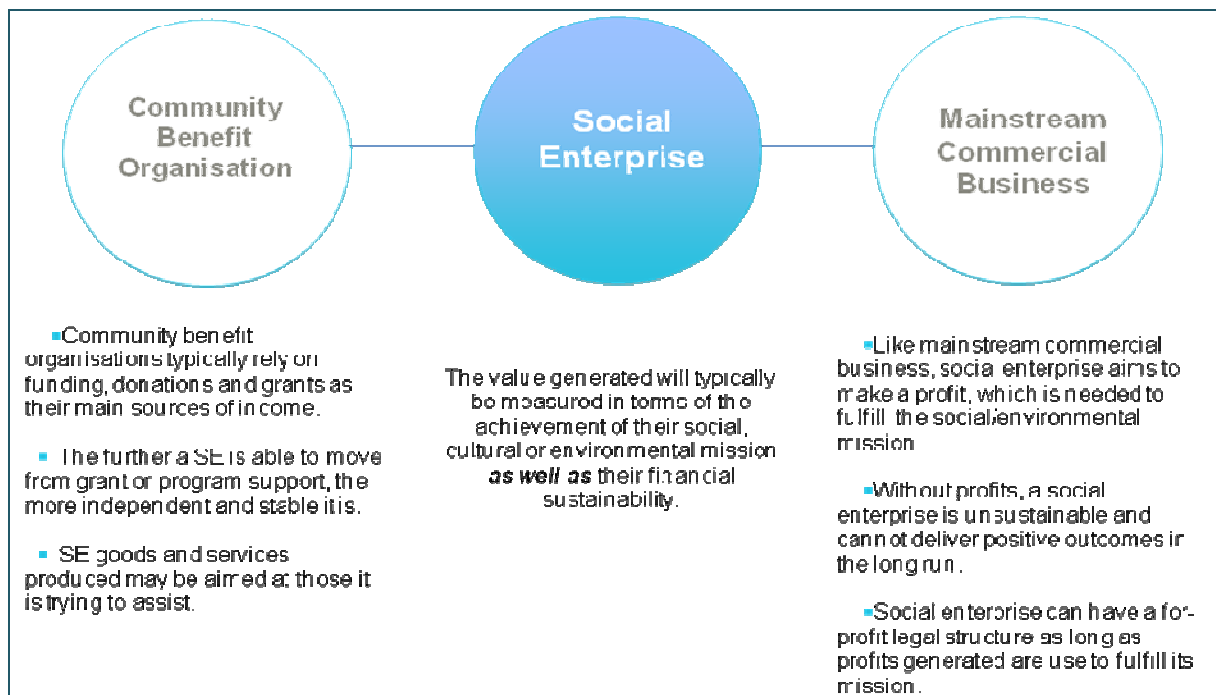 Community
Benefit
Organisation
Social
Enterprise
Mainstream
Commercial
Business
▪Community benefit
organisations typically rely on
funding, donations and grants as
their main sources of income.
▪ The further a SE is able to move
from grant or program support, the
more independent and stable it is.
▪ SE goods and services
produced may be aimed at those it
is trying to assist.
The value generated will typically
be measured in terms of the
achievement of their social,
cultural or environmental mission
as well as their financial
sustainability.
▪Like mainstream commercial
business, social enterprise aims to
make a profit, which is needed to
fulfill the social/environmental
mission
▪Without profits, a social
enterprise is unsustainable and
cannot deliver positive outcomes in
the long run.
▪Social enterprise can have a for-
profit legal structure as long as
profits generated are use to fulfill its
mission.